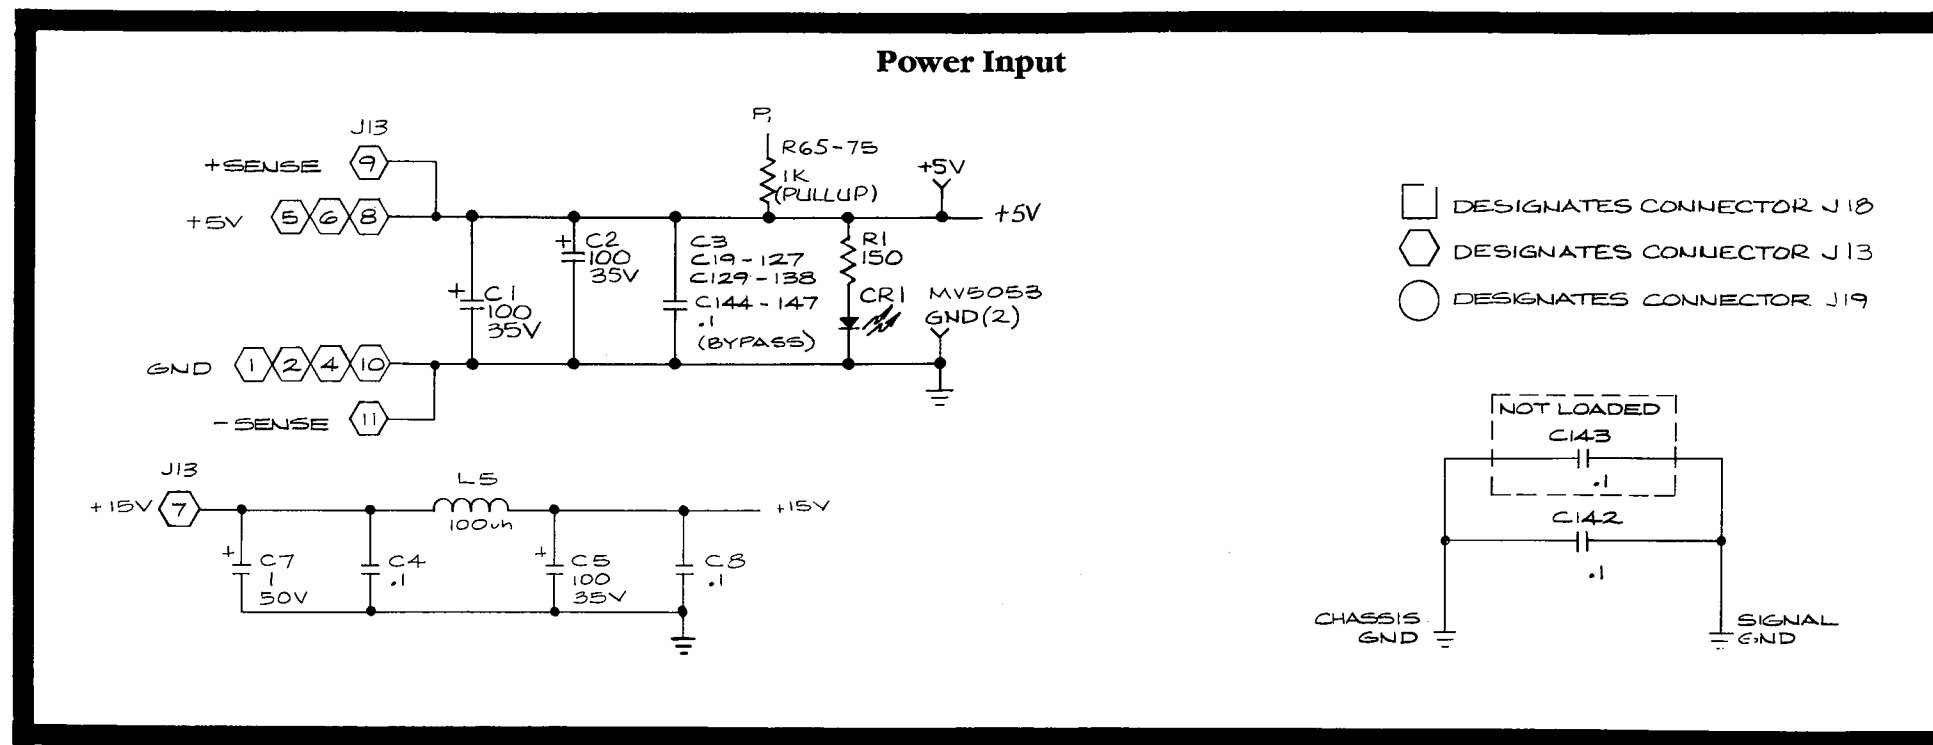 Power Input
J13
+SENSE 9
+5V 5 6 8
P,
R65-75
1K
(PULLUP)
+5V
+5V
+ C1
100
35V
+ C2
100
35V
C3
C19-127
C129-138
C144-147
.1
(BYPASS)
R1
150
CR1 MV5053
GND(2)
GND 1 2 4 10
-SENSE 11
J13
+15V 7
L5
100uh
+15V
+ C7
1
50V
C4
.1
+ C5
100
35V
C8
.1
DESIGNATES CONNECTOR J18
DESIGNATES CONNECTOR J13
DESIGNATES CONNECTOR J19
NOT LOADED
C143
.1
C142
.1
CHASSIS
GND
SIGNAL
GND